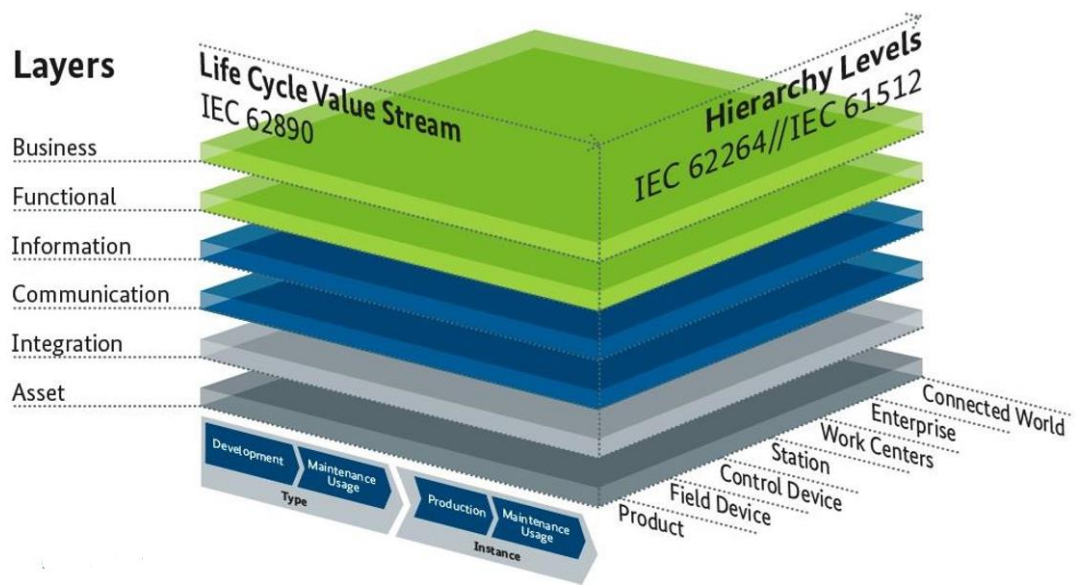 Layers
Life Cycle Value Stream
IEC 62890
Hierarchy Levels
IEC 62264//IEC 61512
Business
Functional
Information
Communication
Integration
Asset
Development
Maintenance
Usage
Type
Production
Maintenance
Usage
Instance
Product
Field Device
Control Device
Station
Work Centers
Enterprise
Connected World